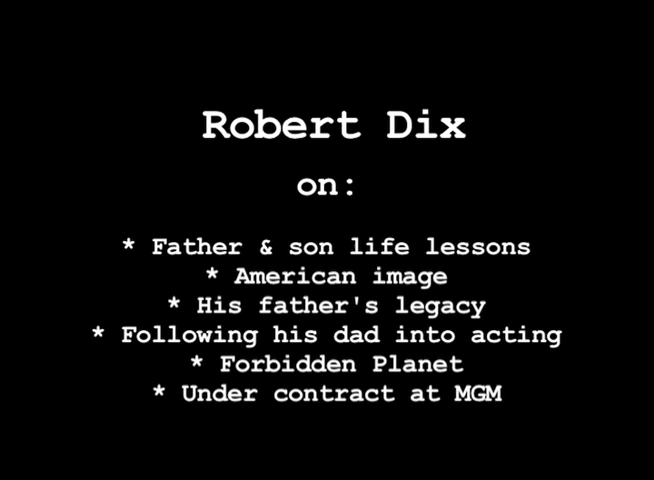 Robert Dix
on:
* Father & son life lessons
* American image
* His father's legacy
* Following his dad into acting
* Forbidden Planet
* Under contract at MGM